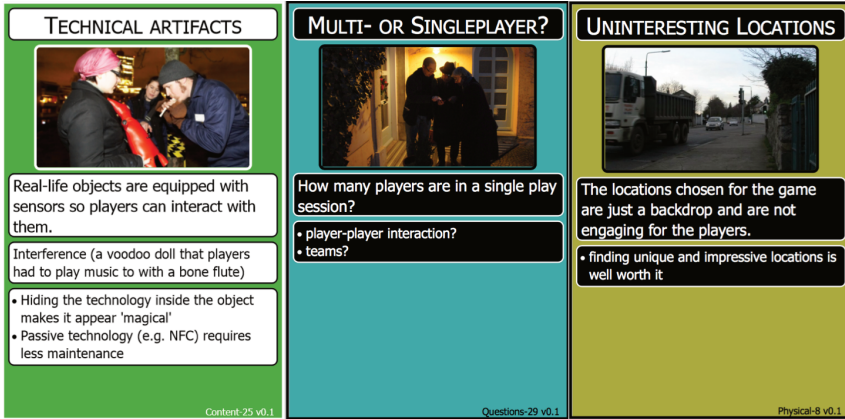 TECHNICAL ARTIFACTS
Real-life objects are equipped with
sensors so players can interact with
them.
Interference (a voodoo doll that players
had to play music to with a bone flute)
• Hiding the technology inside the object
makes it appear 'magical'
• Passive technology (e.g. NFC) requires
less maintenance
Content-25 v0.1
MULTI- OR SINGLEPLAYER?
How many players are in a single play
session?
• player-player interaction?
• teams?
Questions-29 v0.1
UNINTERESTING LOCATIONS
The locations chosen for the game
are just a backdrop and are not
engaging for the players.
• finding unique and impressive locations is
well worth it
Physical-8 v0.1